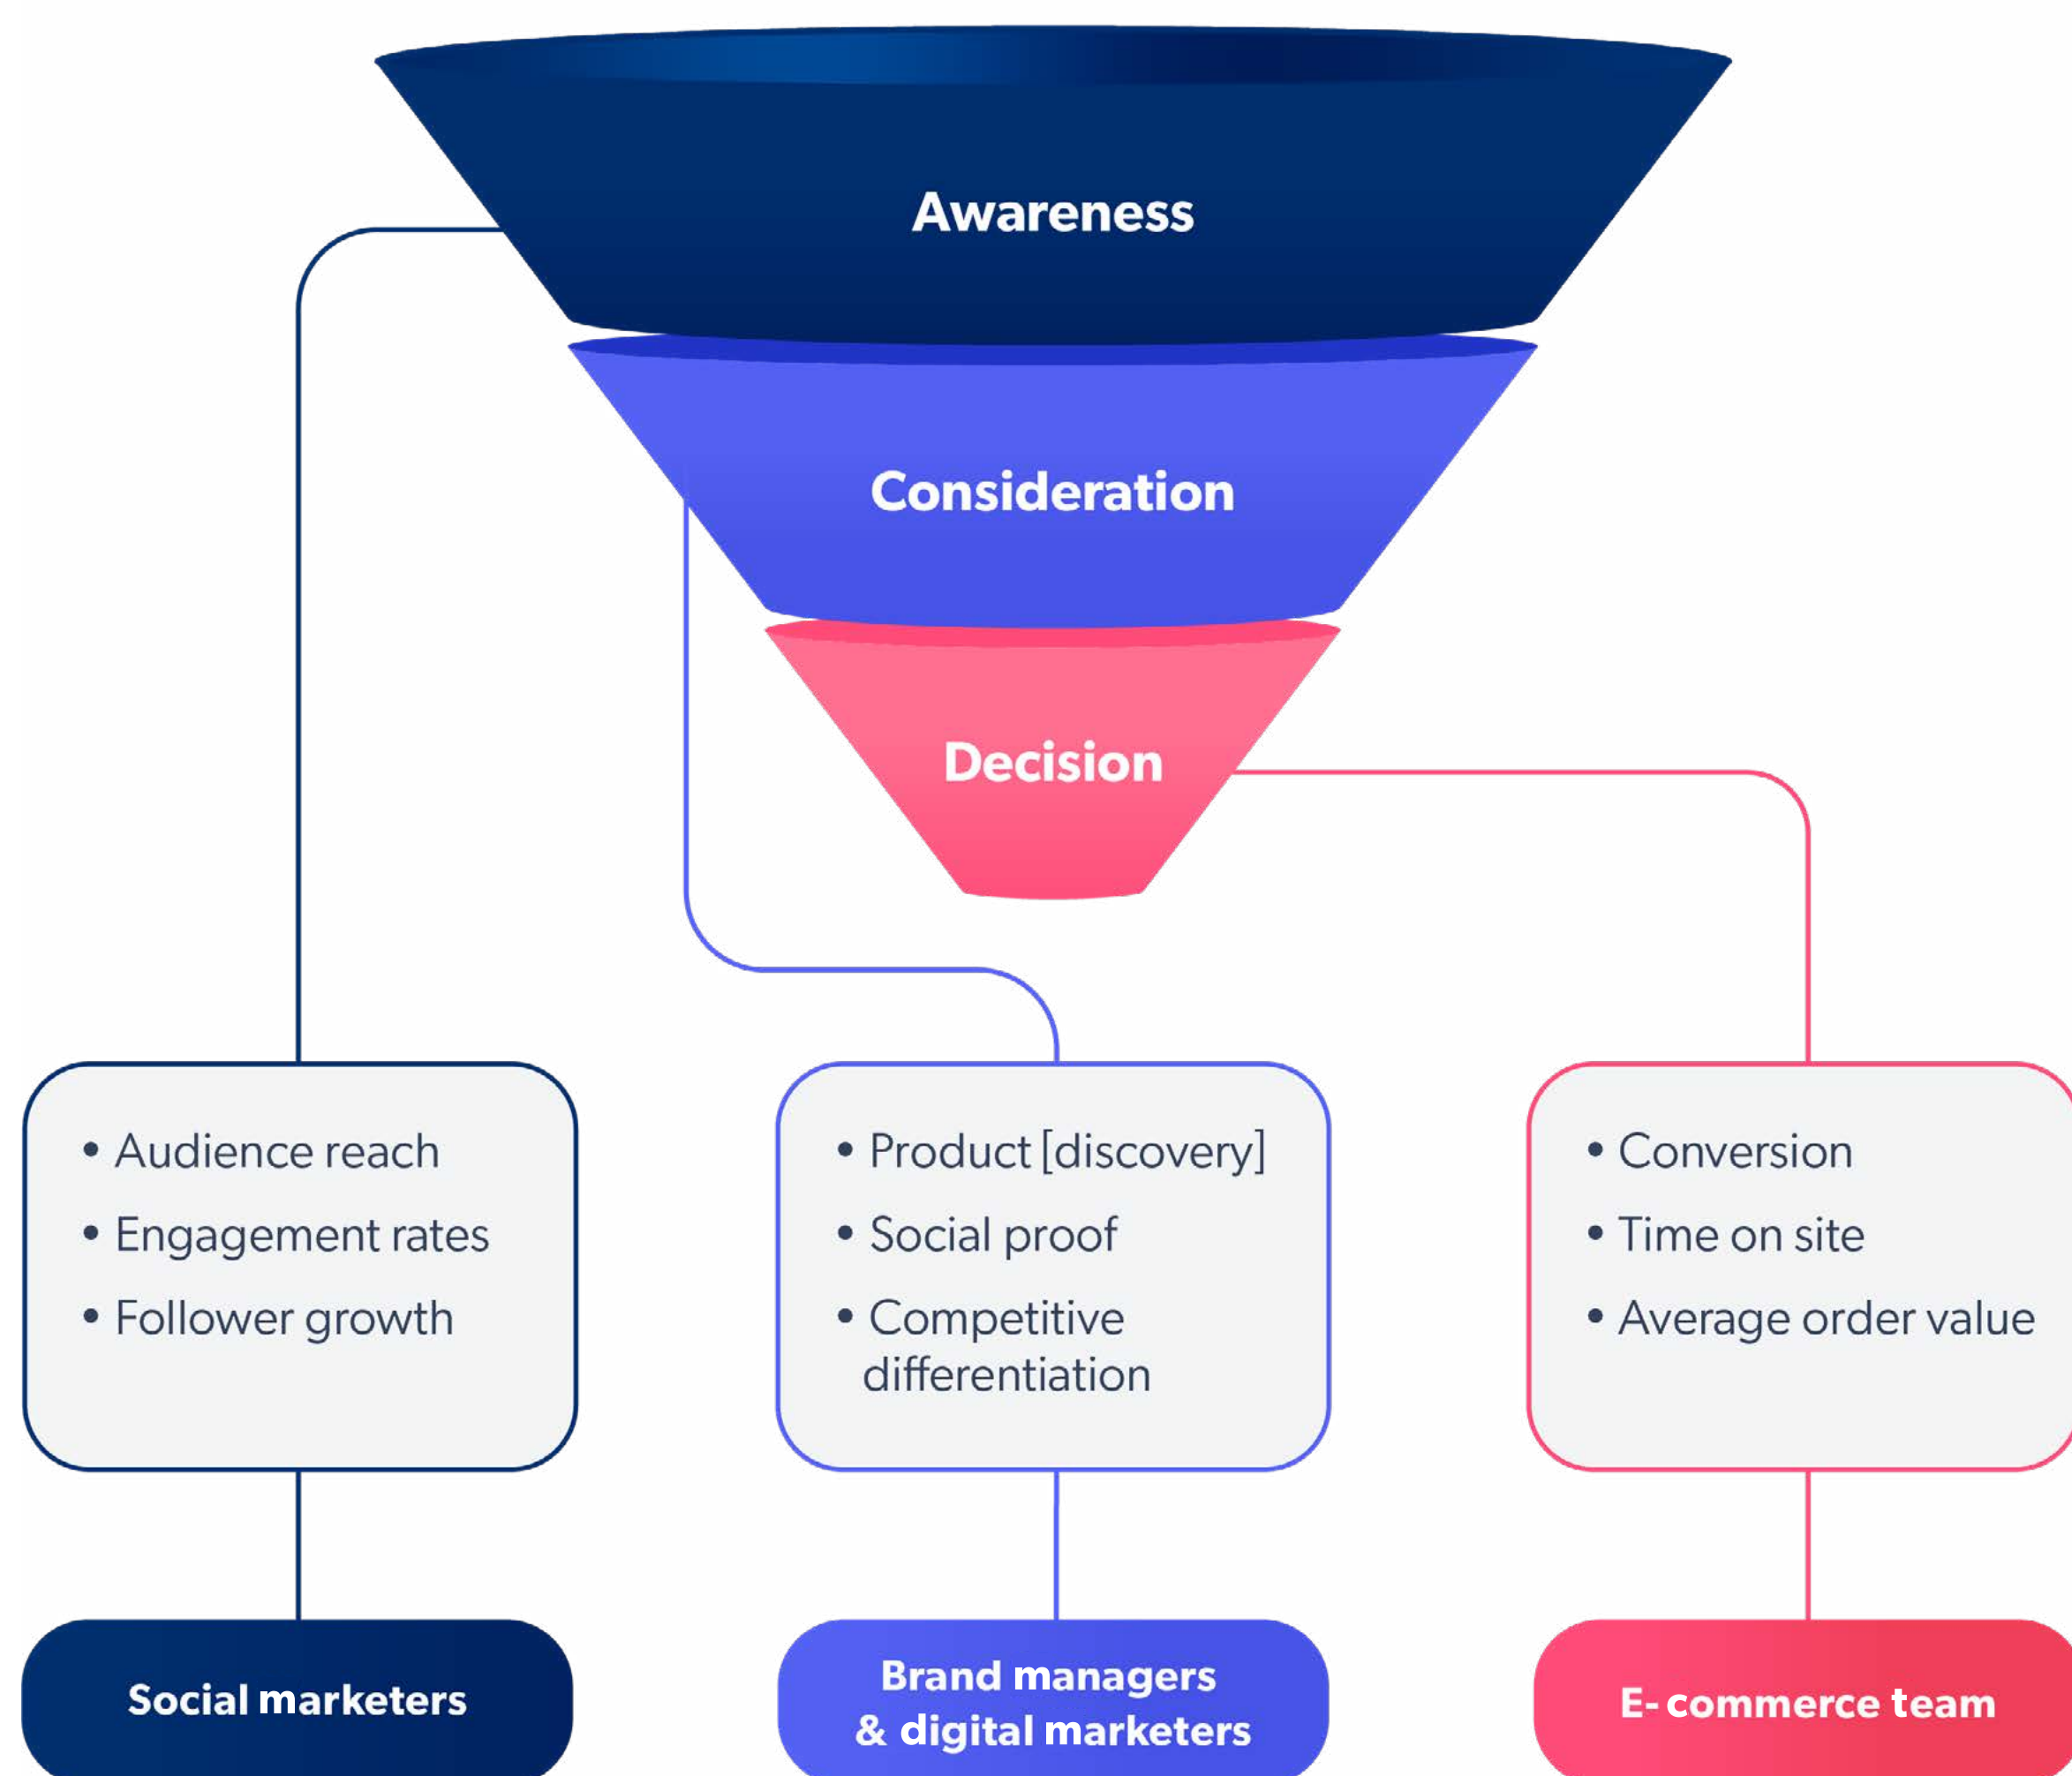 Awareness
Consideration
Decision
• Audience reach
• Engagement rates
• Follower growth
• Product [discovery]
• Social proof
• Competitive
differentiation
• Conversion
• Time on site
• Average order value
Social marketers
Brand managers
& digital marketers
E- commerce team